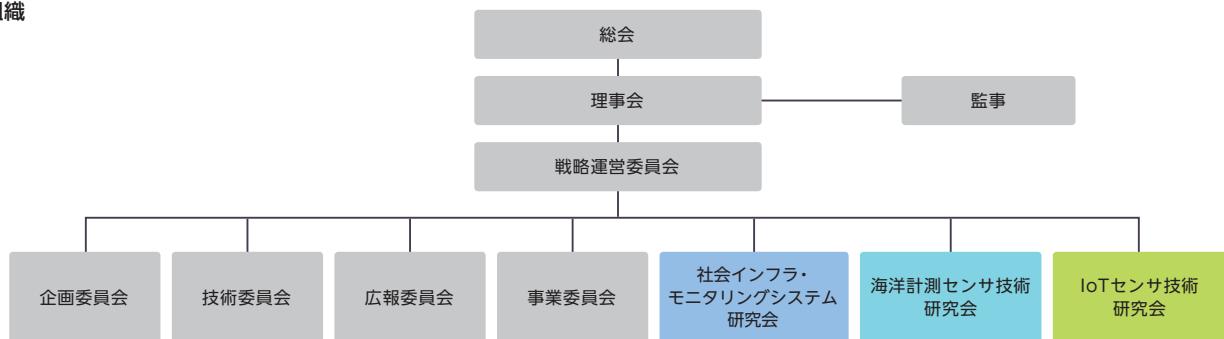 織
総会
理事会
監事
戦略運営委員会
企画委員会
技術委員会
広報委員会
事業委員会
社会インフラ・
モニタリングシステム
研究会
海洋計測センサ技術
研究会
IoTセンサ技術
研究会